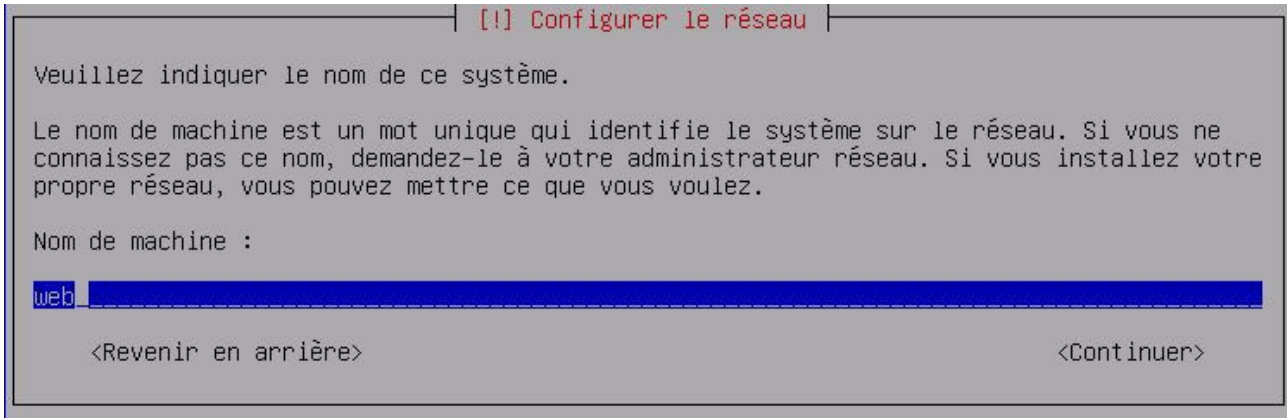 [!] Configurer le réseau
Veuillez indiquer le nom de ce système.
Le nom de machine est un mot unique qui identifie le système sur le réseau. Si vous ne
connaissez pas ce nom, demandez-le à votre administrateur réseau. Si vous installez votre
propre réseau, vous pouvez mettre ce que vous voulez.
Nom de machine :
web
<Revenir en arrière> <Continuer>